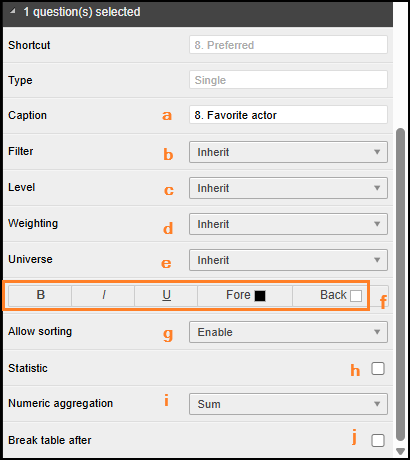 1 question(s) selected
Shortcut 8. Preferred
Type Single
Caption a 8. Favorite actor
Filter b Inherit
Level c Inherit
Weighting d Inherit
Universe e Inherit
B I U Fore Back f
Allow sorting g Enable
Statistic h
Numeric aggregation i Sum
Break table after j